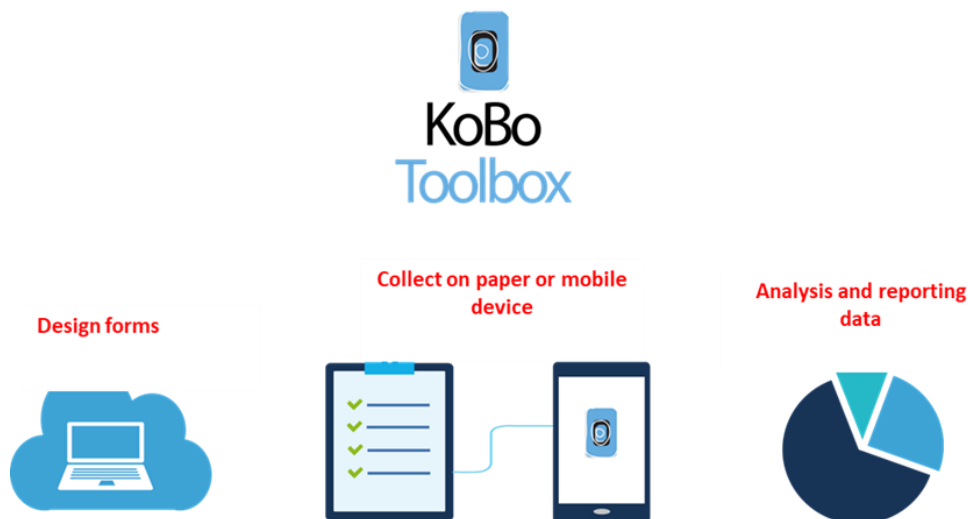 KoBo
Toolbox
Design forms
Collect on paper or mobile
device
Analysis and reporting
data